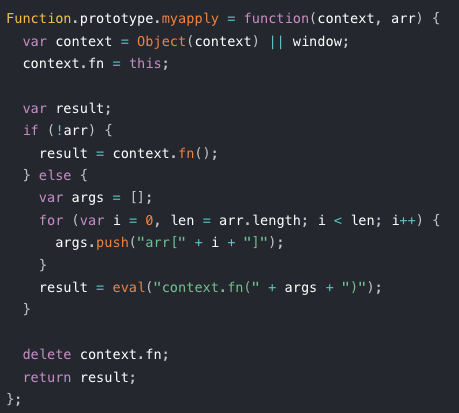 Function.prototype.myapply = function(context, arr) {
  var context = Object(context) || window;
  context.fn = this;

  var result;
  if (!arr) {
    result = context.fn();
  } else {
    var args = [];
    for (var i = 0, len = arr.length; i < len; i++) {
      args.push("arr[" + i + "]");
    }
    result = eval("context.fn(" + args + ")");
  }

  delete context.fn;
  return result;
};